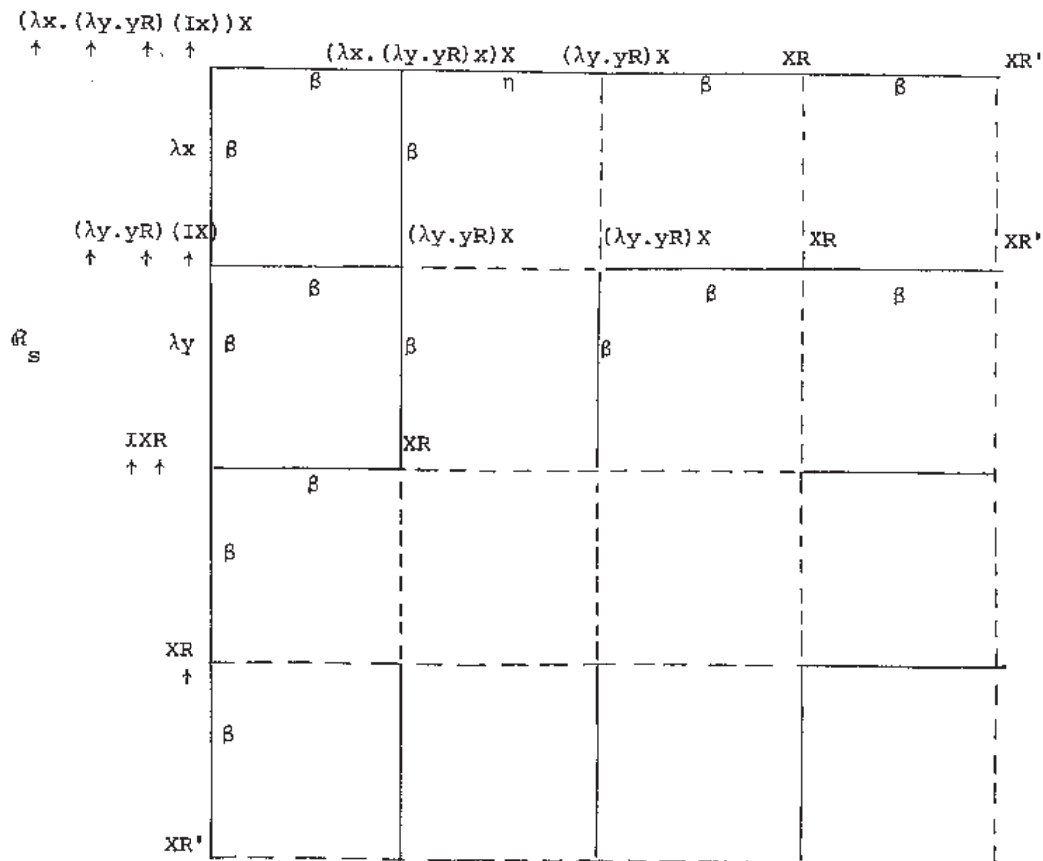 (λx.(λy.yR)(Ix))X
↑ ↑ ↑ ↑
(λx.(λy.yR)x)X (λy.yR)X XR XR'
β η β β
λx β β
(λy.yR)(IX) (λy.yR)X (λy.yR)X XR XR'
↑ ↑ ↑
β β β
ℛs λy β β β
IXR XR
↑ ↑
β
β
XR
↑
β
XR'